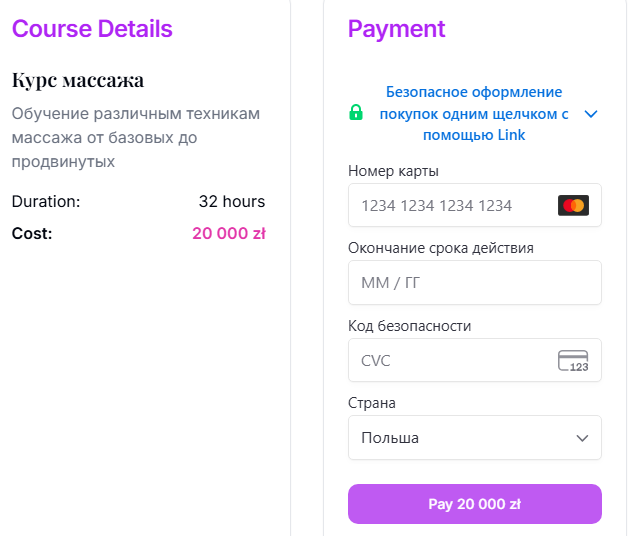 Course Details
Курс массажа
Обучение различным техникам
массажа от базовых до
продвинутых
Duration: 32 hours
Cost: 20 000 zł
Payment
Безопасное оформление
покупок одним щелчком с
помощью Link
Номер карты
1234 1234 1234 1234
Окончание срока действия
ММ / ГГ
Код безопасности
CVC
123
Страна
Польша
Pay 20 000 zł